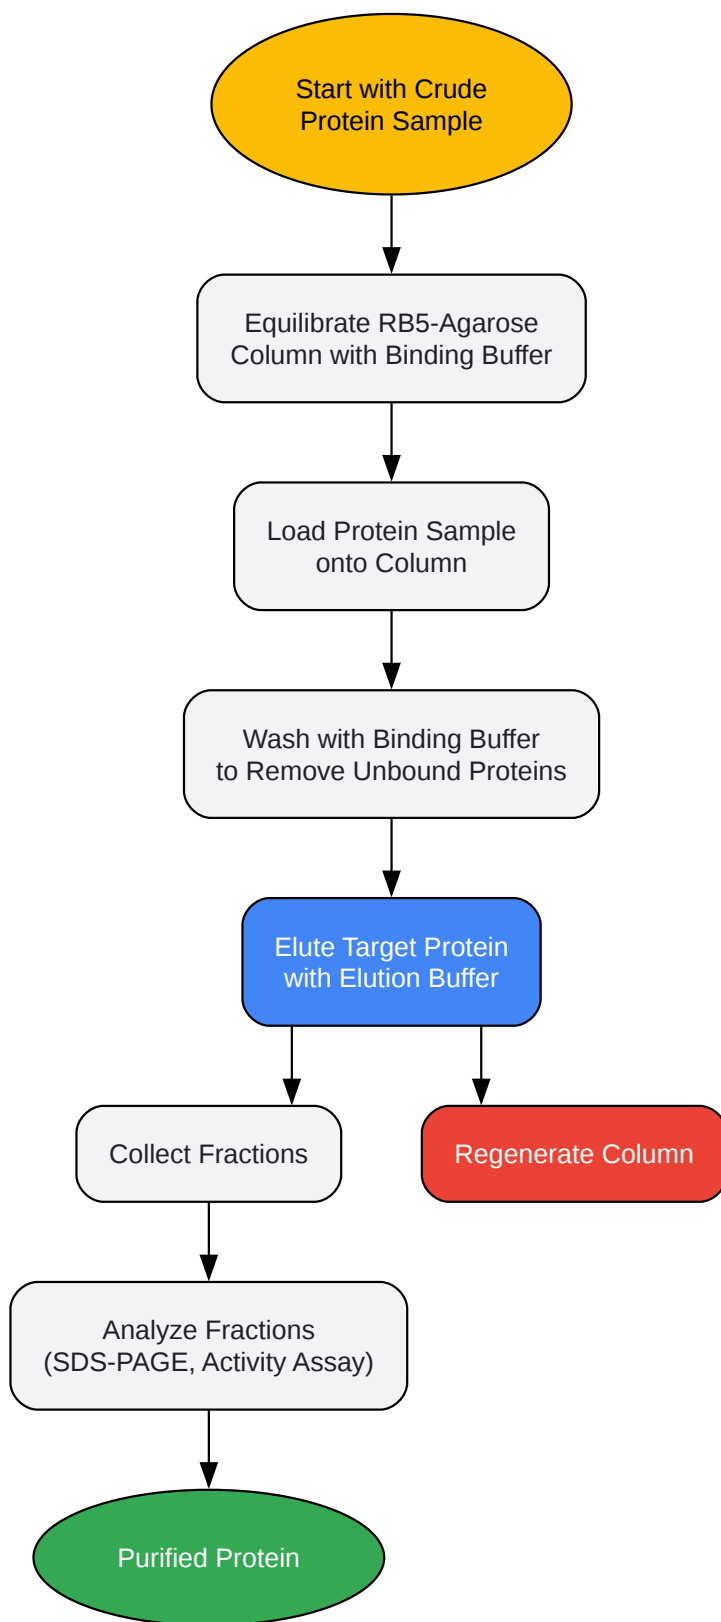 Start with Crude
Protein Sample
Equilibrate RB5-Agarose
Column with Binding Buffer
Load Protein Sample
onto Column
Wash with Binding Buffer
to Remove Unbound Proteins
Elute Target Protein
with Elution Buffer
Collect Fractions
Regenerate Column
Analyze Fractions
(SDS-PAGE, Activity Assay)
Purified Protein